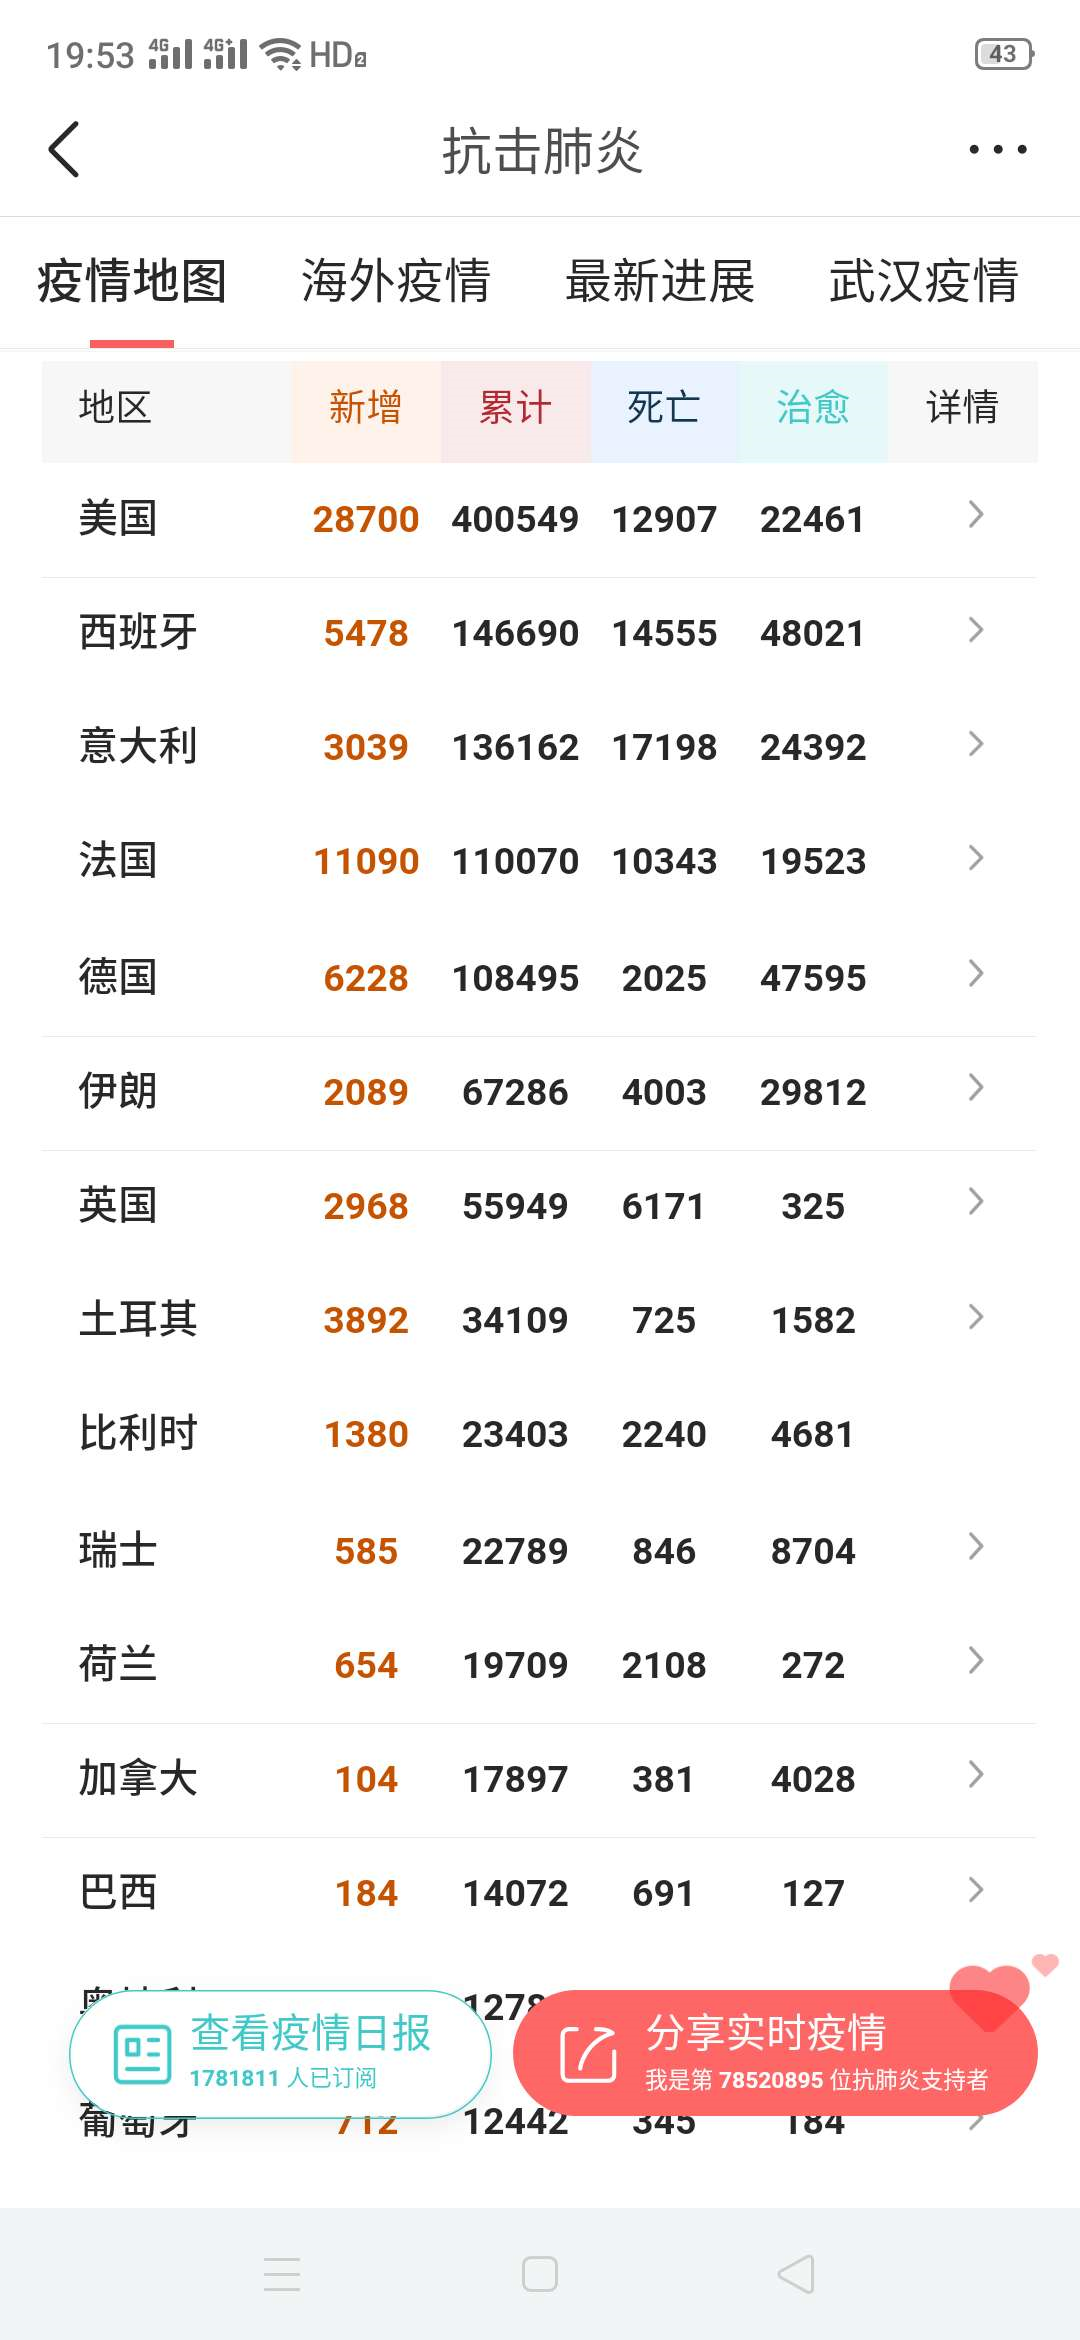 19:53 4G 4G+ HD2 43
抗击肺炎
疫情地图 海外疫情 最新进展 武汉疫情
地区 新增 累计 死亡 治愈 详情
美国 28700 400549 12907 22461
西班牙 5478 146690 14555 48021
意大利 3039 136162 17198 24392
法国 11090 110070 10343 19523
德国 6228 108495 2025 47595
伊朗 2089 67286 4003 29812
英国 2968 55949 6171 325
土耳其 3892 34109 725 1582
比利时 1380 23403 2240 4681
瑞士 585 22789 846 8704
荷兰 654 19709 2108 272
加拿大 104 17897 381 4028
巴西 184 14072 691 127
查看疫情日报
1781811 人已订阅
分享实时疫情
我是第 78520895 位抗肺炎支持者
葡萄牙 712 12442 345 184